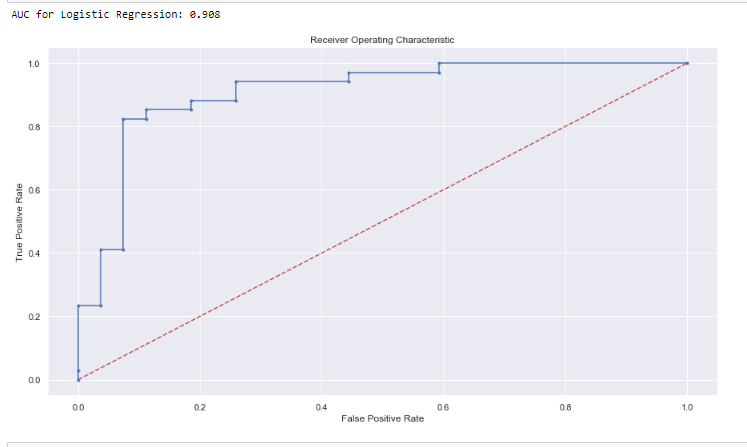 AUC for Logistic Regression: 0.908
Receiver Operating Characteristic
1.0
0.8
0.6
0.4
0.2
0.0
True Positive Rate
0.0 0.2 0.4 0.6 0.8 1.0
False Positive Rate